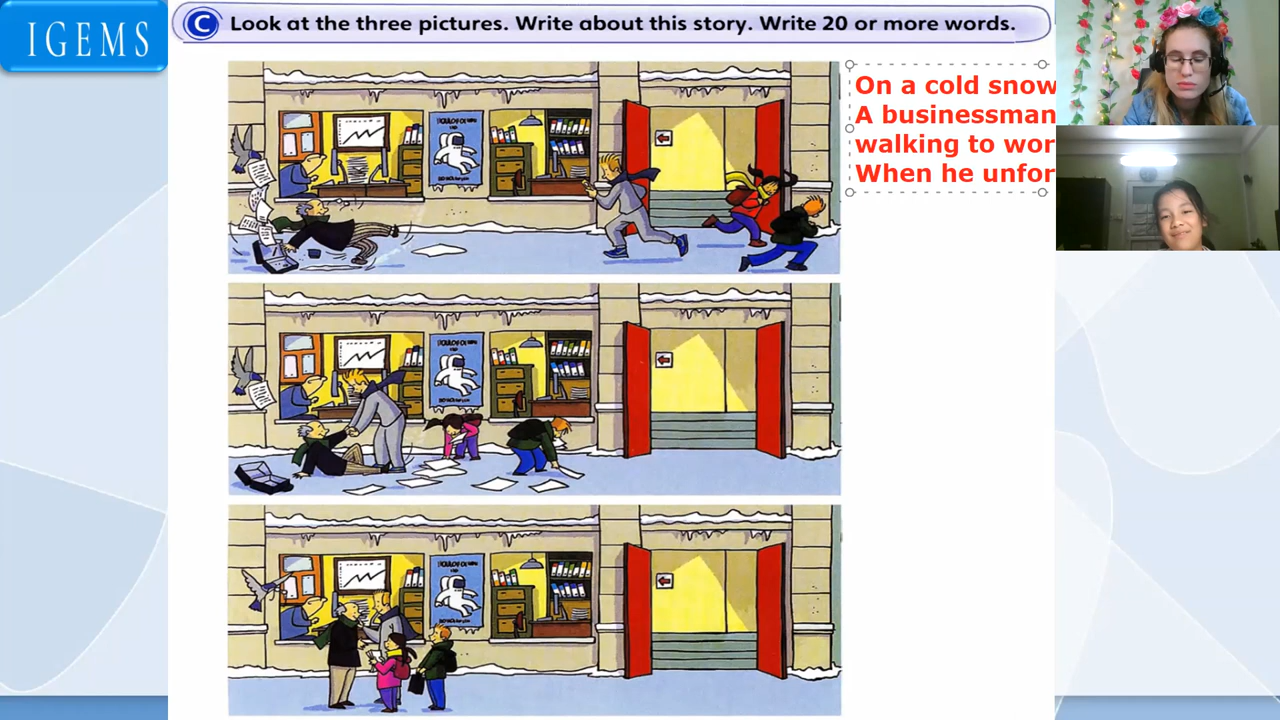 IGEMS
C Look at the three pictures. Write about this story. Write 20 or more words.
On a cold snow
A businessman
walking to wor
When he unfor